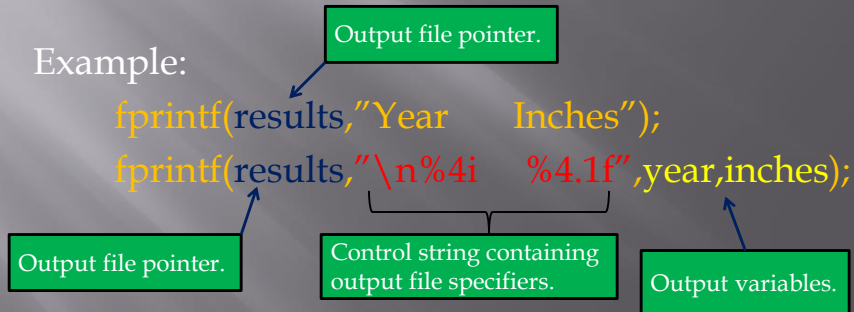 Output file pointer.
Example:
fprintf(results,”Year Inches”);
fprintf(results,”\n%4i %4.1f”,year,inches);
Output file pointer.
Control string containing
output file specifiers.
Output variables.